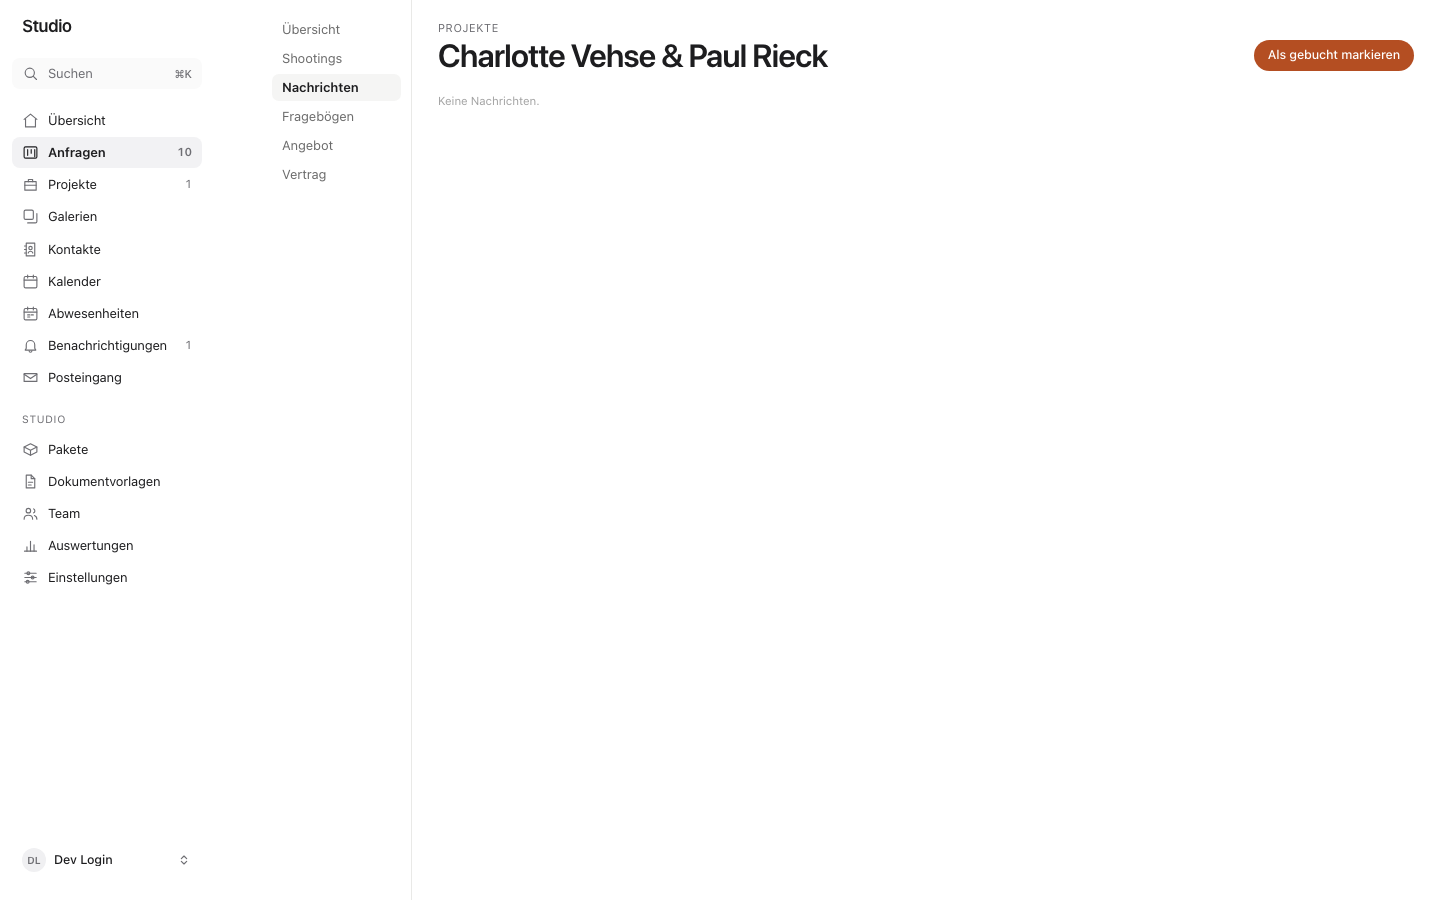 Studio
Suchen ⌘K
Übersicht
Anfragen 10
Projekte 1
Galerien
Kontakte
Kalender
Abwesenheiten
Benachrichtigungen 1
Posteingang
STUDIO
Pakete
Dokumentvorlagen
Team
Auswertungen
Einstellungen
DL Dev Login
Übersicht
Shootings
Nachrichten
Fragebögen
Angebot
Vertrag
PROJEKTE
Charlotte Vehse & Paul Rieck
Als gebucht markieren
Keine Nachrichten.